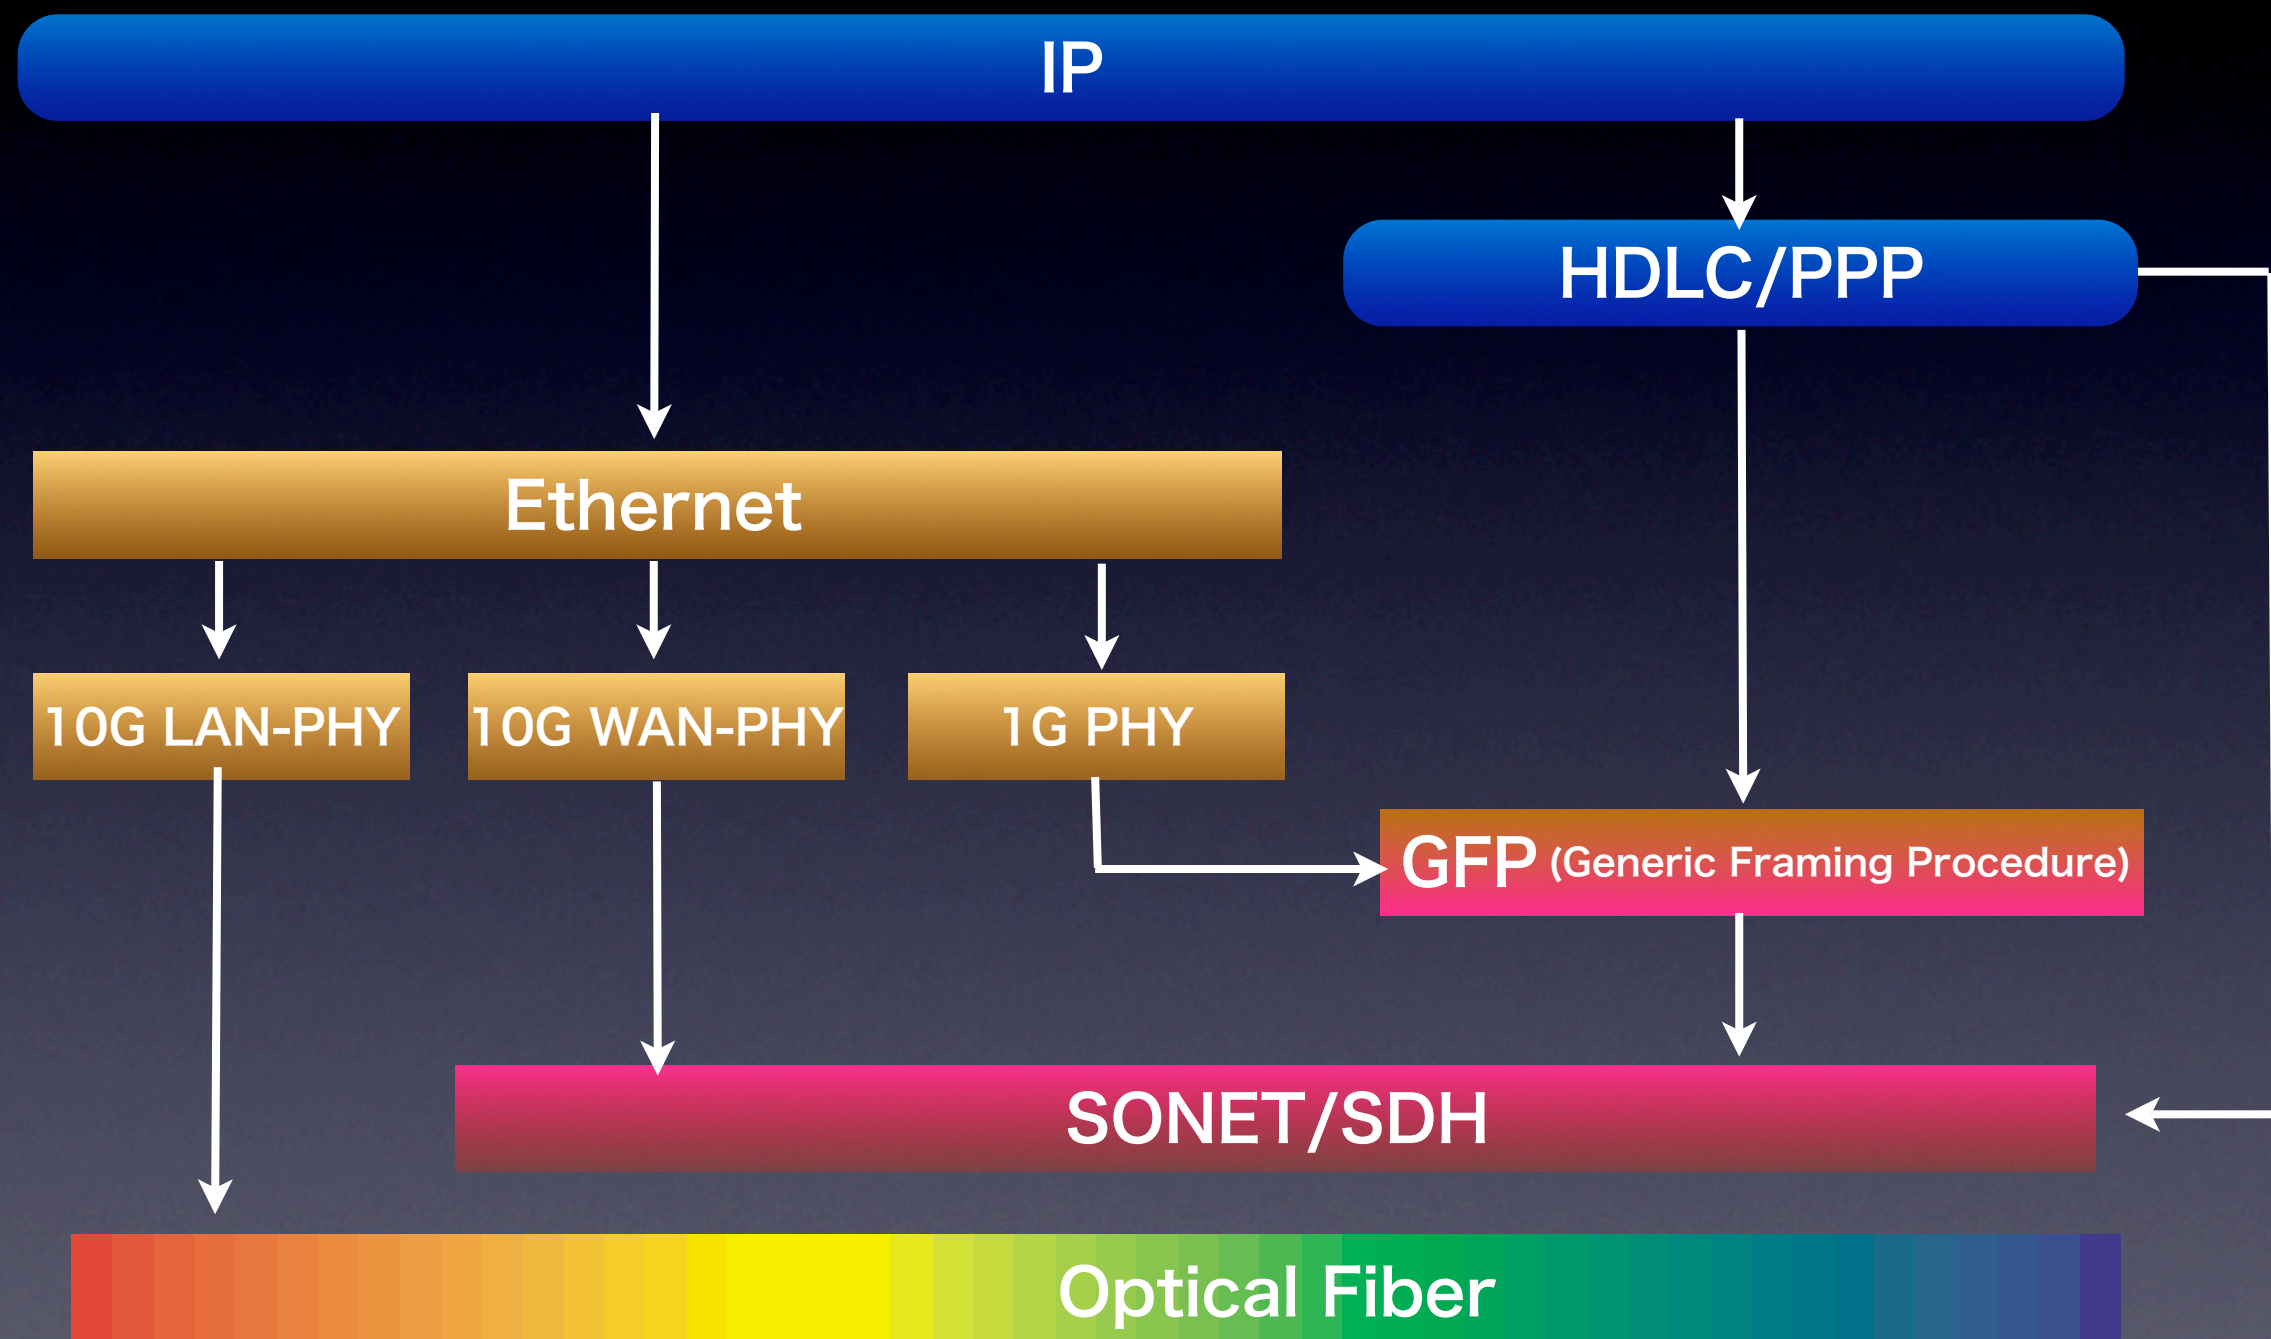 IP
HDLC/PPP
Ethernet
10G LAN-PHY
10G WAN-PHY
1G PHY
GFP (Generic Framing Procedure)
SONET/SDH
Optical Fiber